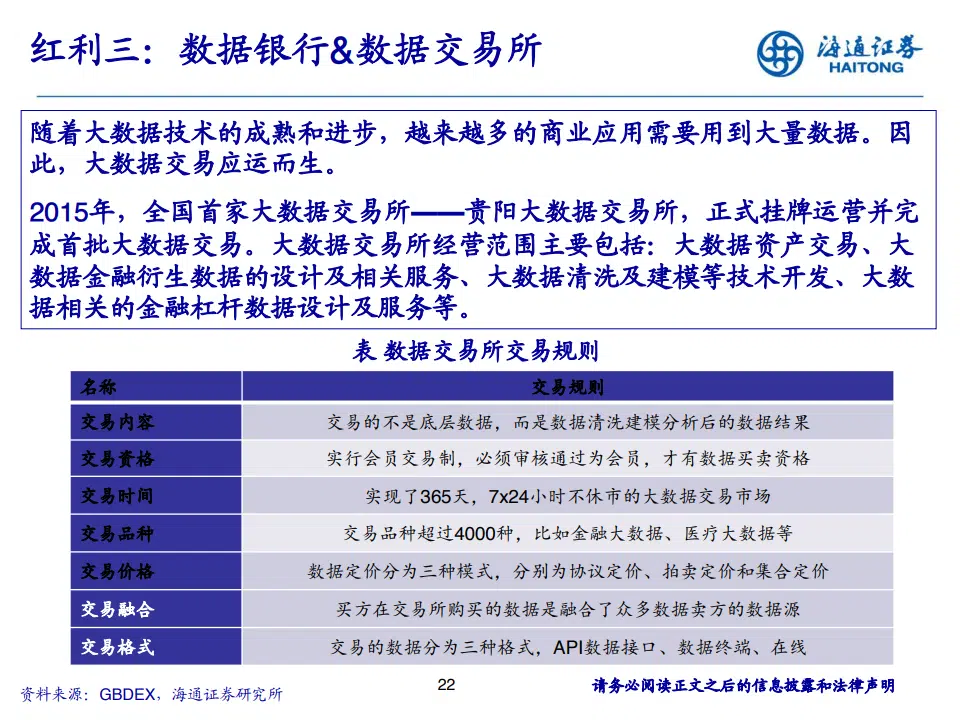 红利三：数据银行&数据交易所
海通证券
HAITONG
随着大数据技术的成熟和进步，越来越多的商业应用需要用到大量数据。因
此，大数据交易应运而生。
2015年，全国首家大数据交易所——贵阳大数据交易所，正式挂牌运营并完
成首批大数据交易。大数据交易所经营范围主要包括：大数据资产交易、大
数据金融衍生数据的设计及相关服务、大数据清洗及建模等技术开发、大数
据相关的金融杠杆数据设计及服务等。
表 数据交易所交易规则
名称 交易规则
交易内容 交易的不是底层数据，而是数据清洗建模分析后的数据结果
交易资格 实行会员交易制，必须审核通过为会员，才有数据买卖资格
交易时间 实现了365天，7x24小时不休市的大数据交易市场
交易品种 交易品种超过4000种，比如金融大数据、医疗大数据等
交易价格 数据定价分为三种模式，分别为协议定价、拍卖定价和集合定价
交易融合 买方在交易所购买的数据是融合了众多数据卖方的数据源
交易格式 交易的数据分为三种格式，API数据接口、数据终端、在线
资料来源：GBDEX，海通证券研究所
22
请务必阅读正文之后的信息披露和法律声明